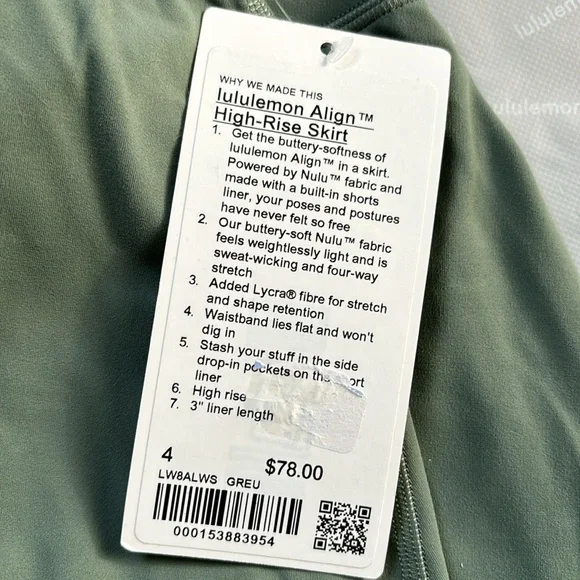 WHY WE MADE THIS
lululemon Align™
High-Rise Skirt
1. Get the buttery-softness of
lululemon Align™ in a skirt.
Powered by Nulu™ fabric and
made with a built-in shorts
liner, your poses and postures
have never felt so free
2. Our buttery-soft Nulu™ fabric
feels weightlessly light and is
sweat-wicking and four-way
stretch
3. Added Lycra® fibre for stretch
and shape retention
4. Waistband lies flat and won't
dig in
5. Stash your stuff in the side
drop-in pockets on the short
liner
6. High rise
7. 3" liner length
4 $78.00
LW8ALWS GREU
000153883954
lululemon
lululemon